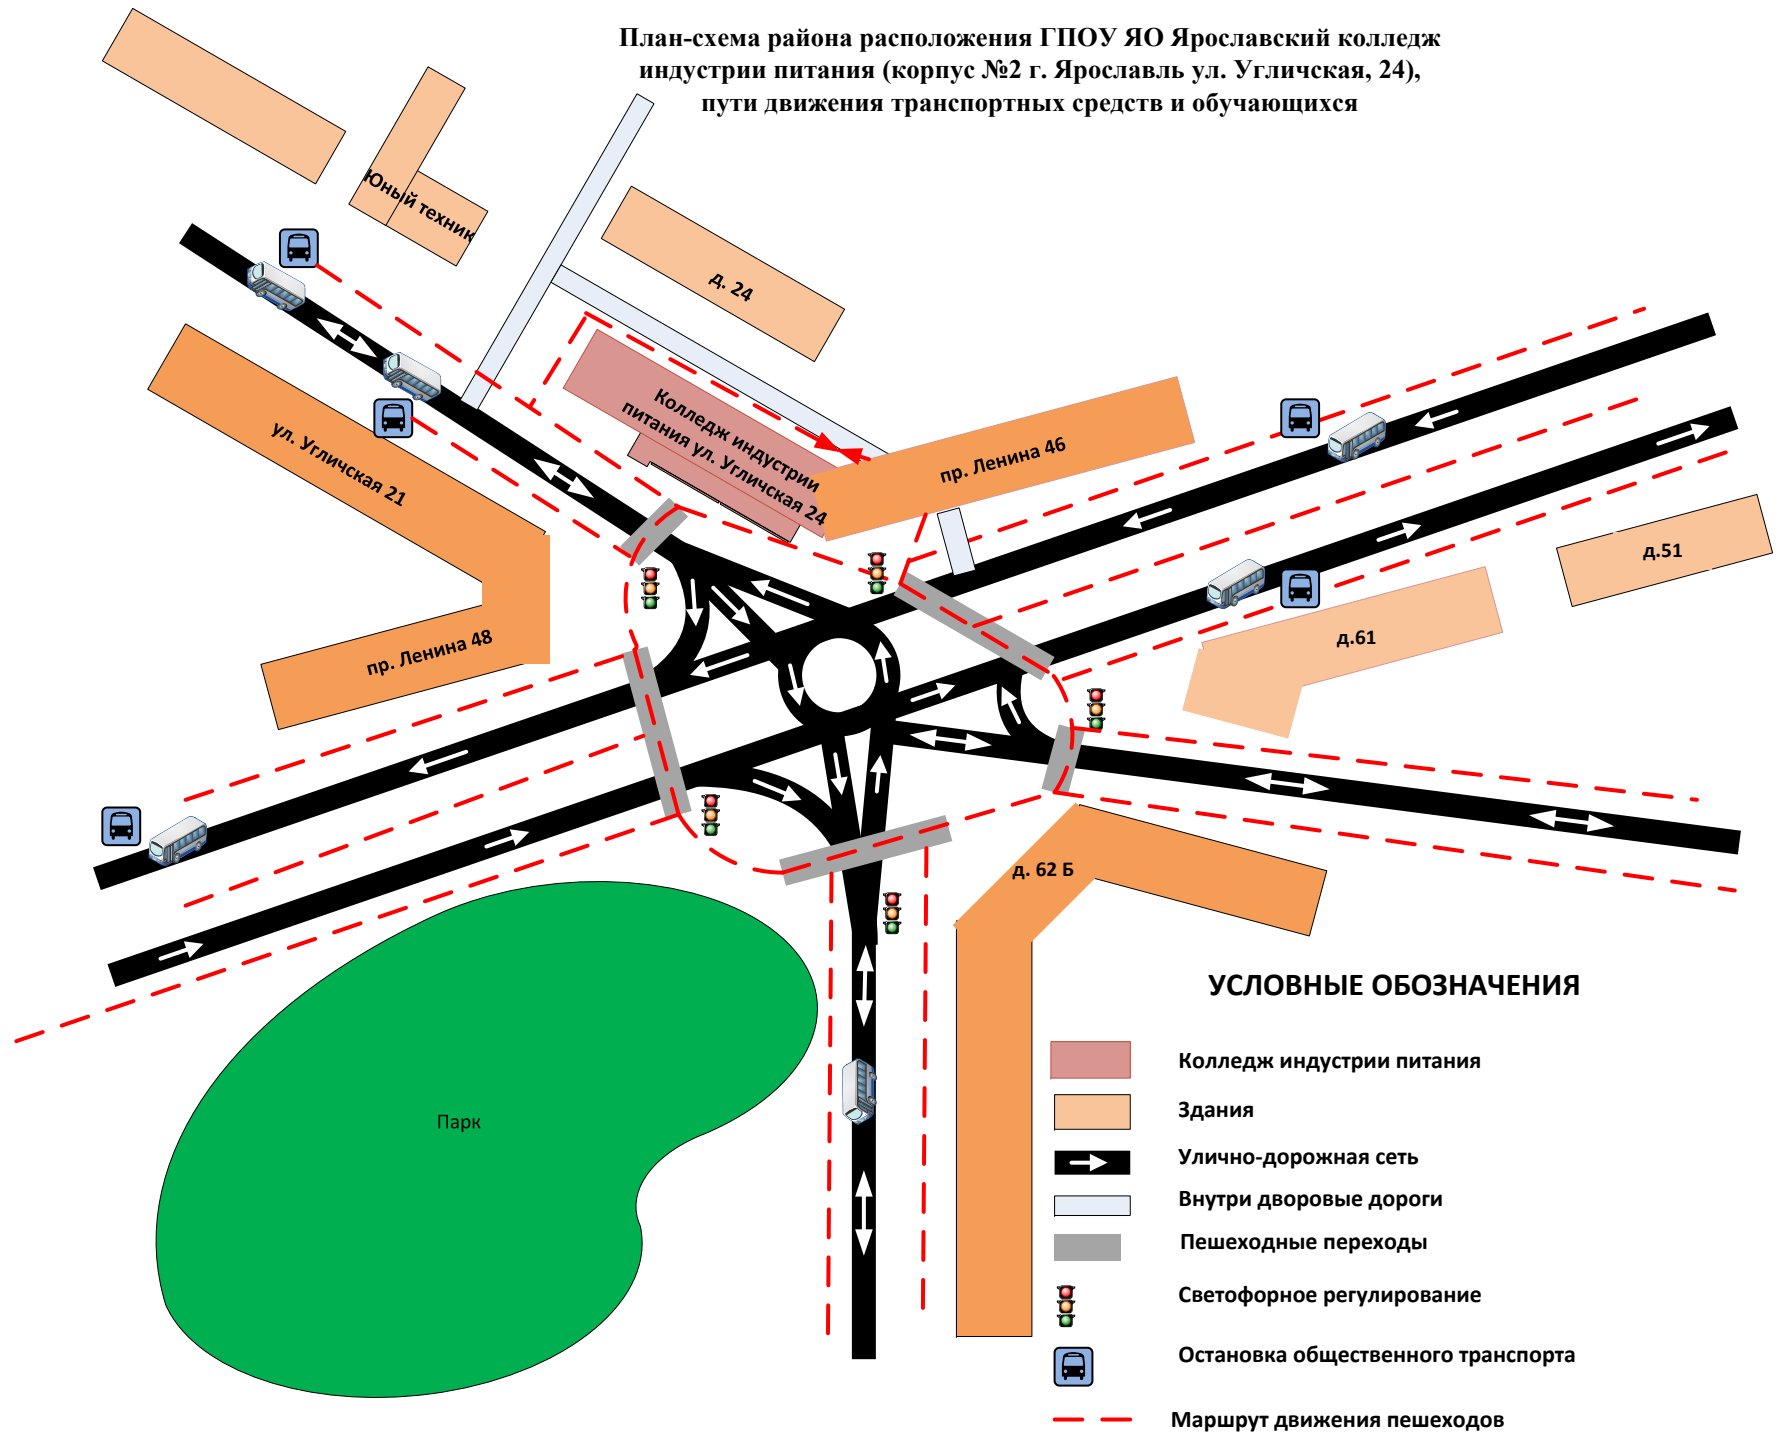 План-схема района расположения ГПОУ ЯО Ярославский колледж
индустрии питания (корпус №2 г. Ярославль ул. Угличская, 24),
пути движения транспортных средств и обучающихся
Юный техник
д. 24
Колледж индустрии
питания ул. Угличская 24
пр. Ленина 46
ул. Угличская 21
пр. Ленина 48
д.51
д.61
д. 62 Б
Парк
УСЛОВНЫЕ ОБОЗНАЧЕНИЯ
Колледж индустрии питания
Здания
Улично-дорожная сеть
Внутри дворовые дороги
Пешеходные переходы
Светофорное регулирование
Остановка общественного транспорта
Маршрут движения пешеходов